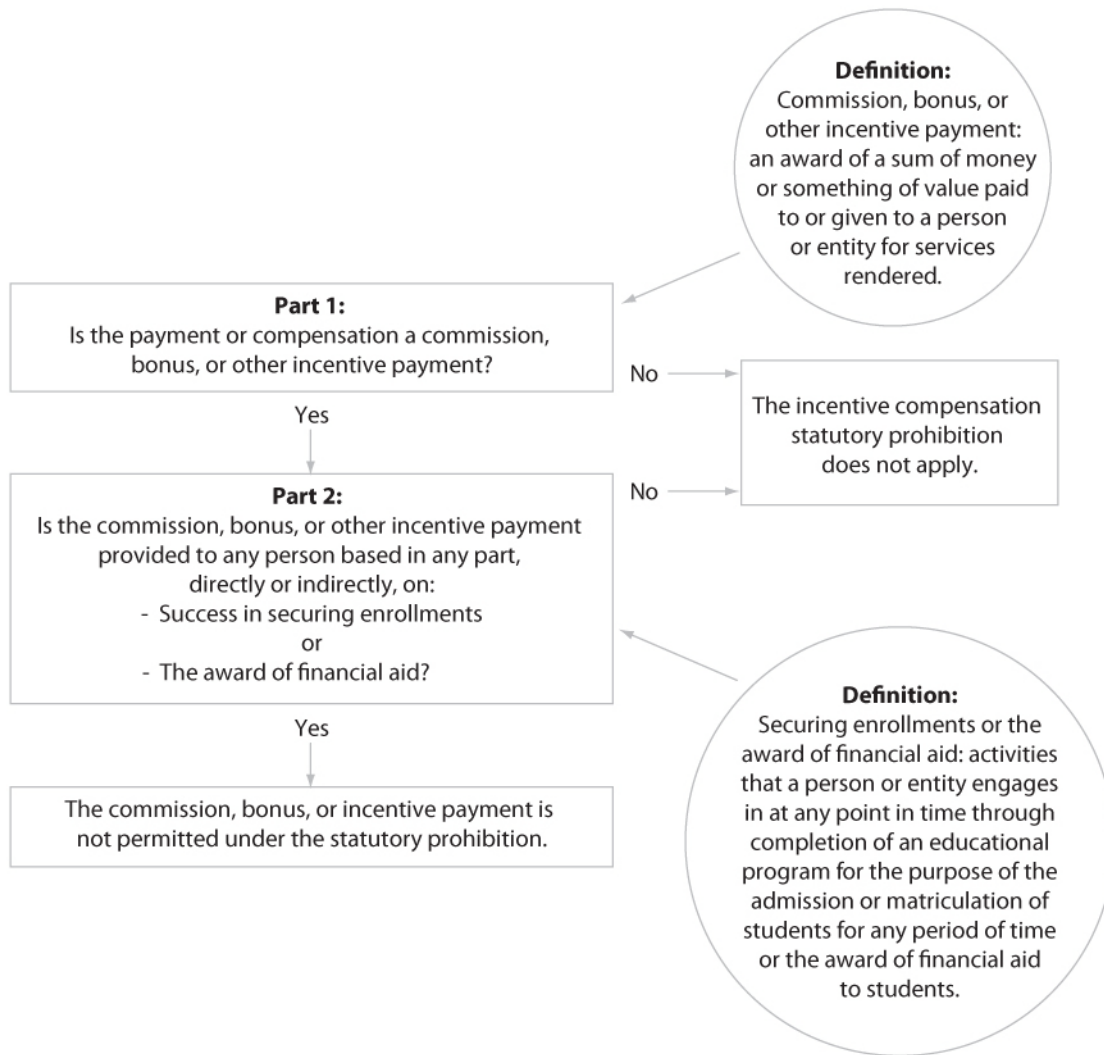 Definition:
Commission, bonus, or
other incentive payment:
an award of a sum of money
or something of value paid
to or given to a person
or entity for services
rendered.
Part 1:
Is the payment or compensation a commission,
bonus, or other incentive payment?
No
The incentive compensation
statutory prohibition
does not apply.
Yes
Part 2:
Is the commission, bonus, or other incentive payment
provided to any person based in any part,
directly or indirectly, on:
- Success in securing enrollments
or
- The award of financial aid?
No
Definition:
Securing enrollments or the
award of financial aid: activities
that a person or entity engages
in at any point in time through
completion of an educational
program for the purpose of the
admission or matriculation of
students for any period of time
or the award of financial aid
to students.
Yes
The commission, bonus, or incentive payment is
not permitted under the statutory prohibition.